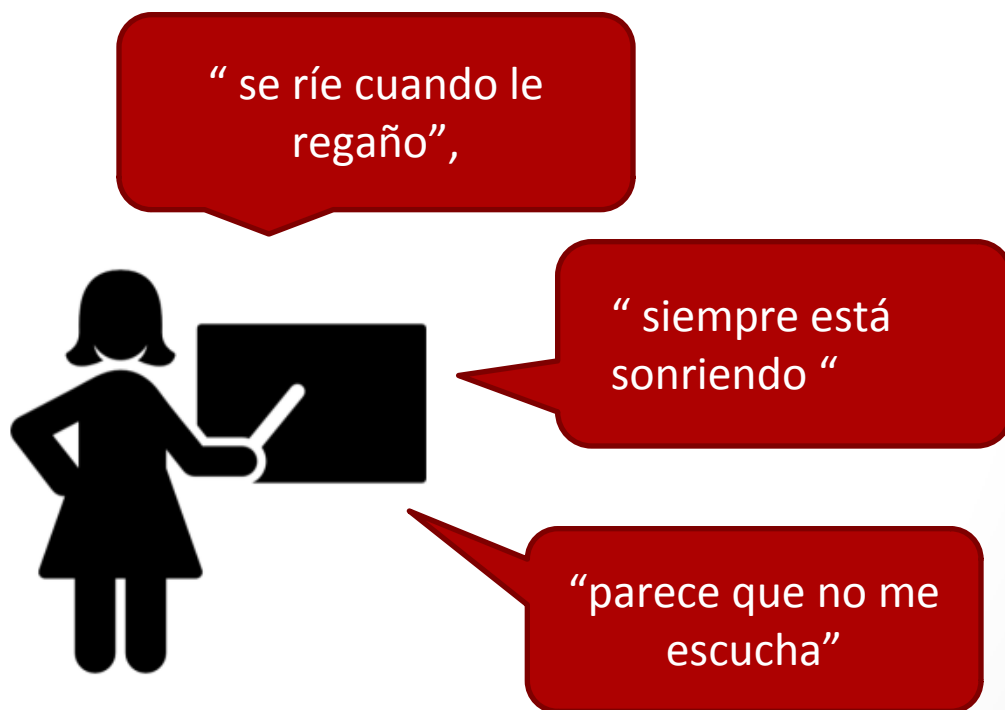 “ se ríe cuando le
regaño”,
“ siempre está
sonriendo “
“parece que no me
escucha”